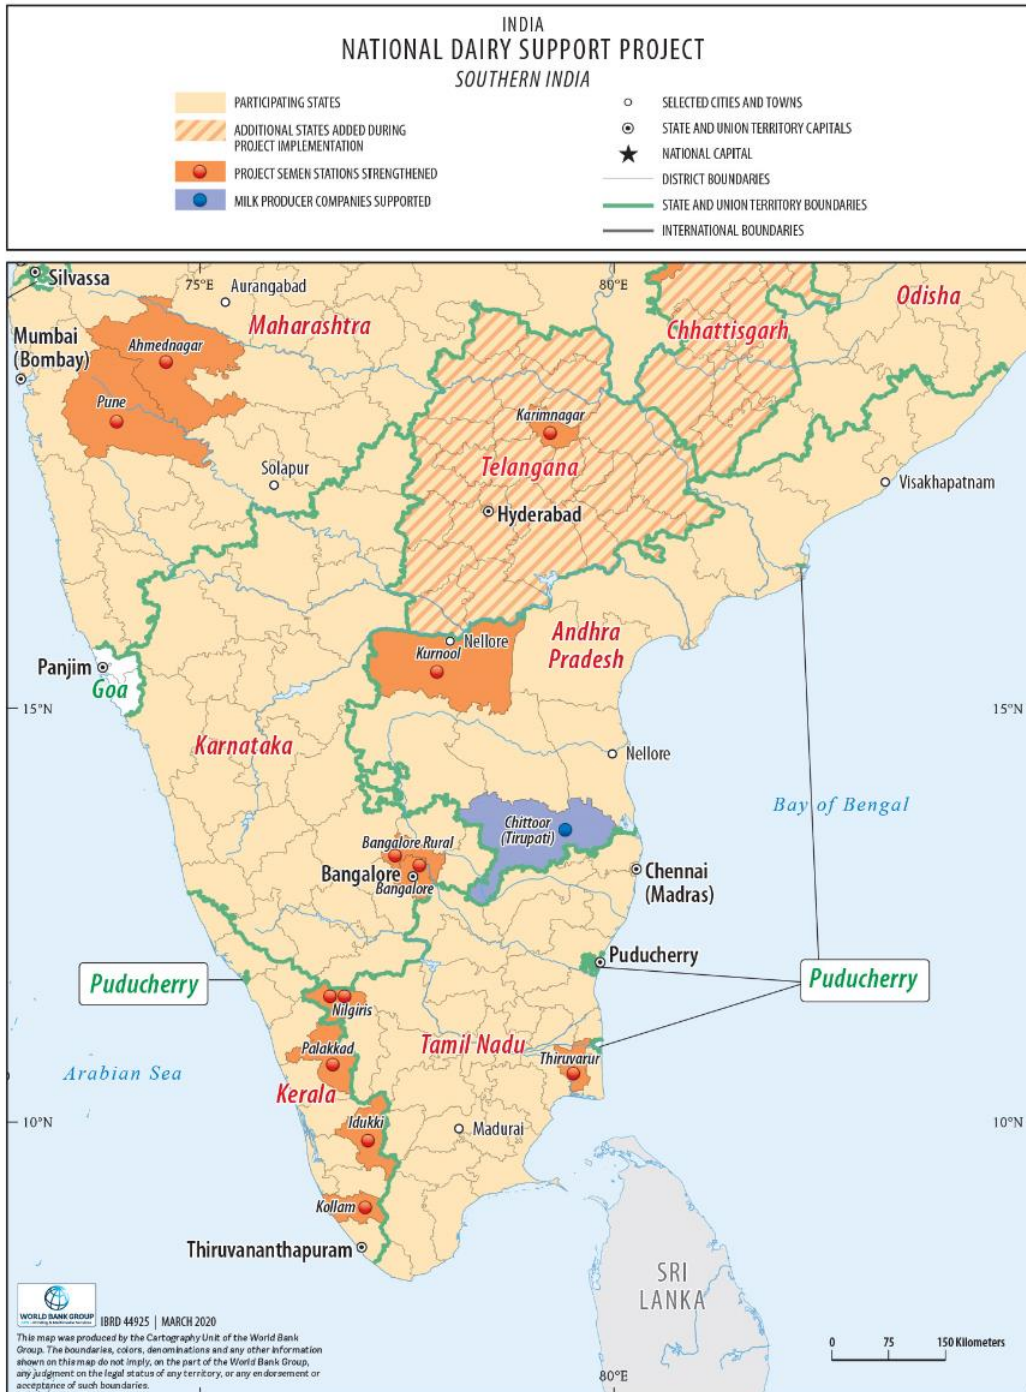 INDIA
NATIONAL DAIRY SUPPORT PROJECT
SOUTHERN INDIA
PARTICIPATING STATES
ADDITIONAL STATES ADDED DURING
PROJECT IMPLEMENTATION
PROJECT SEMEN STATIONS STRENGTHENED
MILK PRODUCER COMPANIES SUPPORTED
SELECTED CITIES AND TOWNS
STATE AND UNION TERRITORY CAPITALS
NATIONAL CAPITAL
DISTRICT BOUNDARIES
STATE AND UNION TERRITORY BOUNDARIES
INTERNATIONAL BOUNDARIES
Silvassa
75°E
80°E
Aurangabad
Odisha
Maharashtra
Chhattisgarh
Mumbai
(Bombay)
Ahmednagar
Pune
Karimnagar
Solapur
Telangana
Visakhapatnam
Hyderabad
Andhra
Pradesh
Nellore
Kurnool
Panjim
Goa
15°N
15°N
Karnataka
Nellore
Bay of Bengal
Chittoor
(Tirupati)
Bangalore Rural
Bangalore
Bangalore
Chennai
(Madras)
Puducherry
Puducherry
Puducherry
Nilgiris
Tamil Nadu
Palakkad
Thiruvarur
Arabian Sea
Kerala
Idukki
10°N
Madurai
10°N
Kollam
Thiruvananthapuram
SRI
LANKA
WORLD BANK GROUP
IBRD 44925 | MARCH 2020
This map was produced by the Cartography Unit of the World Bank
Group. The boundaries, colors, denominations and any other information
shown on this map do not imply, on the part of the World Bank Group,
any judgment on the legal status of any territory, or any endorsement or
acceptance of such boundaries.
0 75 150 Kilometers
80°E